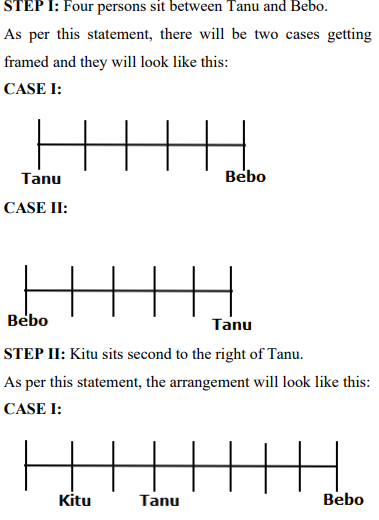 STEP I: Four persons sit between Tanu and Bebo.
As per this statement, there will be two cases getting
framed and they will look like this:
CASE I:
Tanu Bebo
CASE II:
Bebo Tanu
STEP II: Kitu sits second to the right of Tanu.
As per this statement, the arrangement will look like this:
CASE I:
Kitu Tanu Bebo